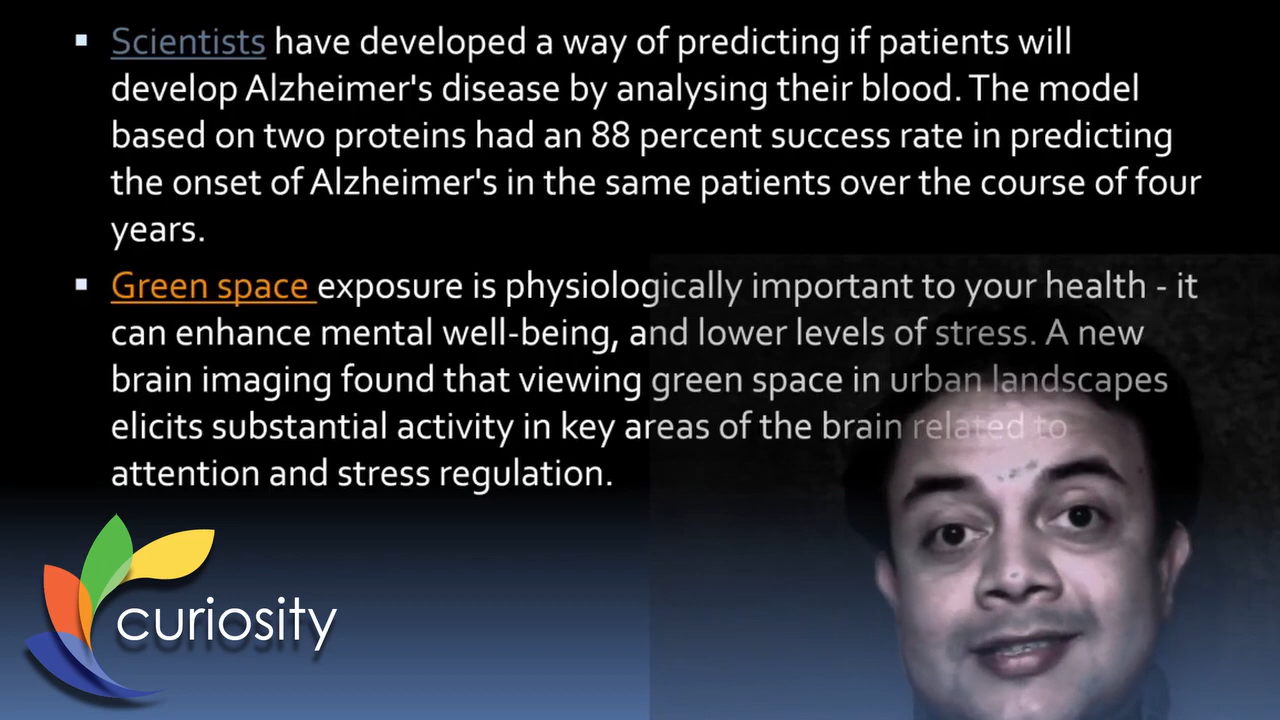 Scientists have developed a way of predicting if patients will
develop Alzheimer's disease by analysing their blood. The model
based on two proteins had an 88 percent success rate in predicting
the onset of Alzheimer's in the same patients over the course of four
years.
Green space exposure is physiologically important to your health - it
can enhance mental well-being, and lower levels of stress. A new
brain imaging found that viewing green space in urban landscapes
elicits substantial activity in key areas of the brain related to
attention and stress regulation.
curiosity